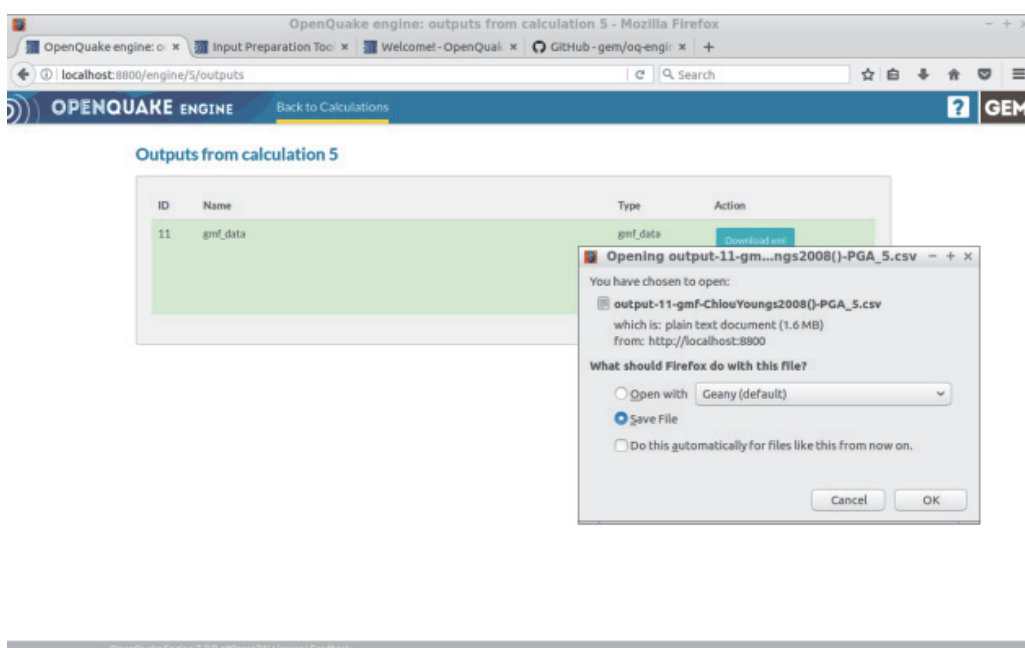 OpenQuake engine: outputs from calculation 5 - Mozilla Firefox
OpenQuake engine: o Input Preparation Too Welcome! - OpenQuak GitHub - gem/oq-engin
localhost:8800/engine/5/outputs Search
OPENQUAKE ENGINE Back to Calculations ? GEM
Outputs from calculation 5
ID Name Type Action
11 gmf_data gmf_data Download xml
Opening output-11-gm...ngs2008()-PGA_5.csv
You have chosen to open:
output-11-gmf-ChiouYoungs2008()-PGA_5.csv
which is: plain text document (1.6 MB)
from: http://localhost:8800
What should Firefox do with this file?
Open with Geany (default)
Save File
Do this automatically for files like this from now on.
Cancel OK